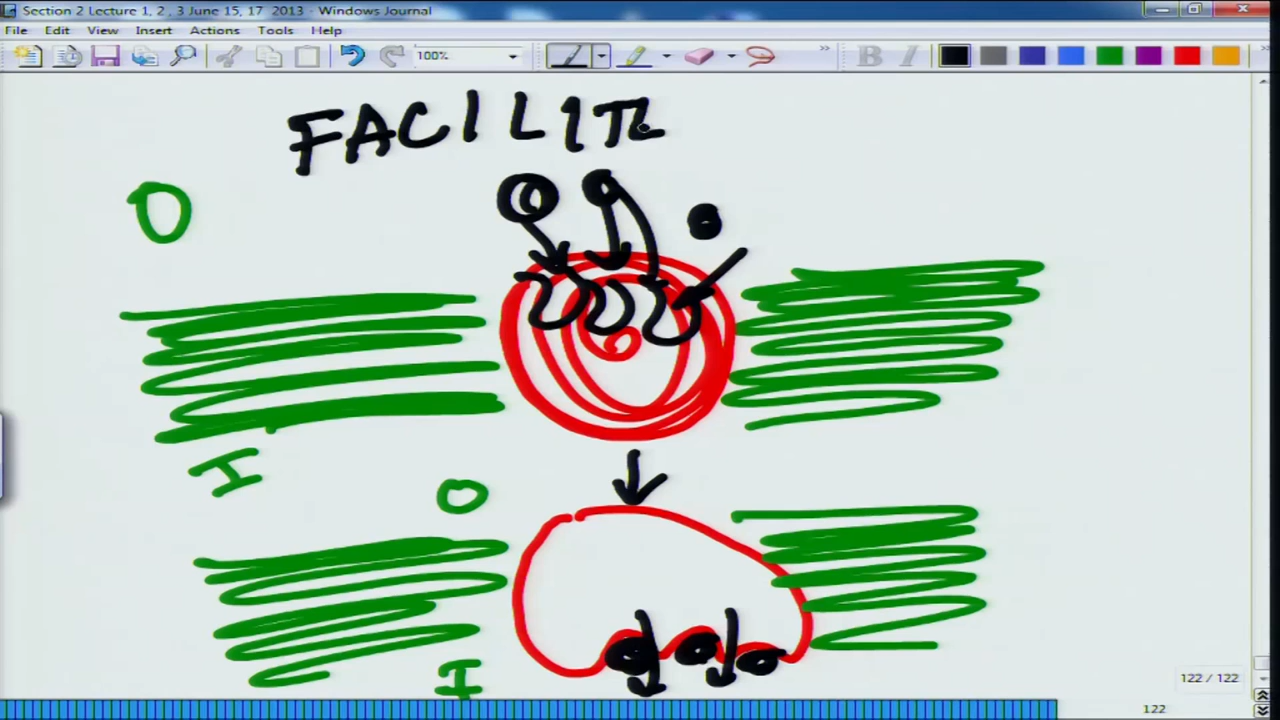 Section 2 Lecture 1, 2 , 3 June 15, 17 2013 - Windows Journal
File Edit View Insert Actions Tools Help
100%
B I
FACILITE
O
I
O
I
122 / 122
122